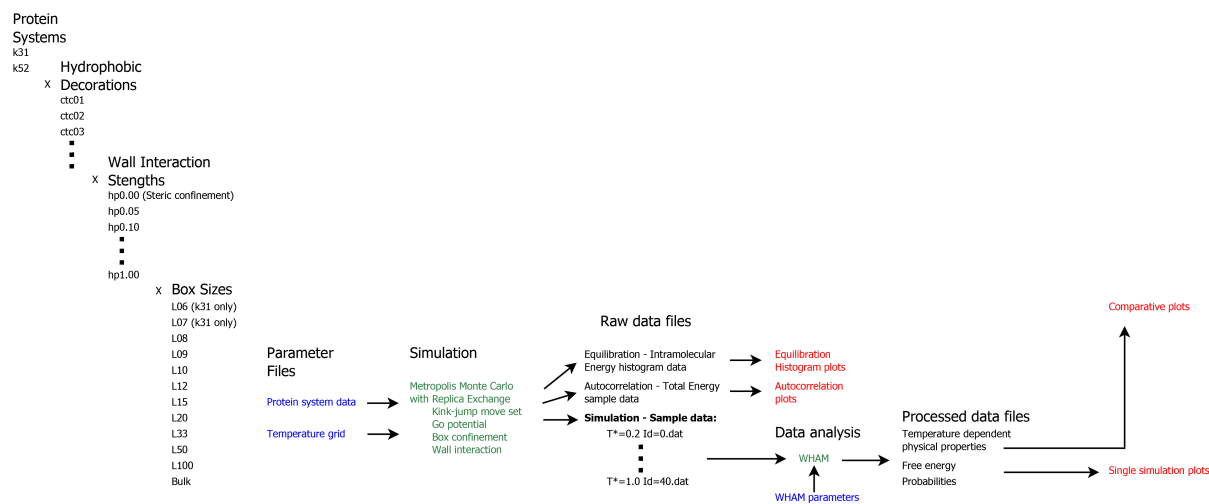 Protein
Systems
k31
k52
X
Hydrophobic
Decorations
ctc01
ctc02
ctc03
X
Wall Interaction
Stengths
hp0.00 (Steric confinement)
hp0.05
hp0.10
hp1.00
X
Box Sizes
L06 (k31 only)
L07 (k31 only)
L08
L09
L10
L12
L15
L20
L33
L50
L100
Bulk
Parameter
Files
Protein system data
Temperature grid
Simulation
Metropolis Monte Carlo
with Replica Exchange
Kink-jump move set
Go potential
Box confinement
Wall interaction
Raw data files
Equilibration - Intramolecular
Energy histogram data
Autocorrelation - Total Energy
sample data
Simulation - Sample data:
T*=0.2 Id=0.dat
T*=1.0 Id=40.dat
Equilibration
Histogram plots
Autocorrelation
plots
Data analysis
WHAM
WHAM parameters
Processed data files
Temperature dependent
physical properties
Free energy
Probabilities
Comparative plots
Single simulation plots